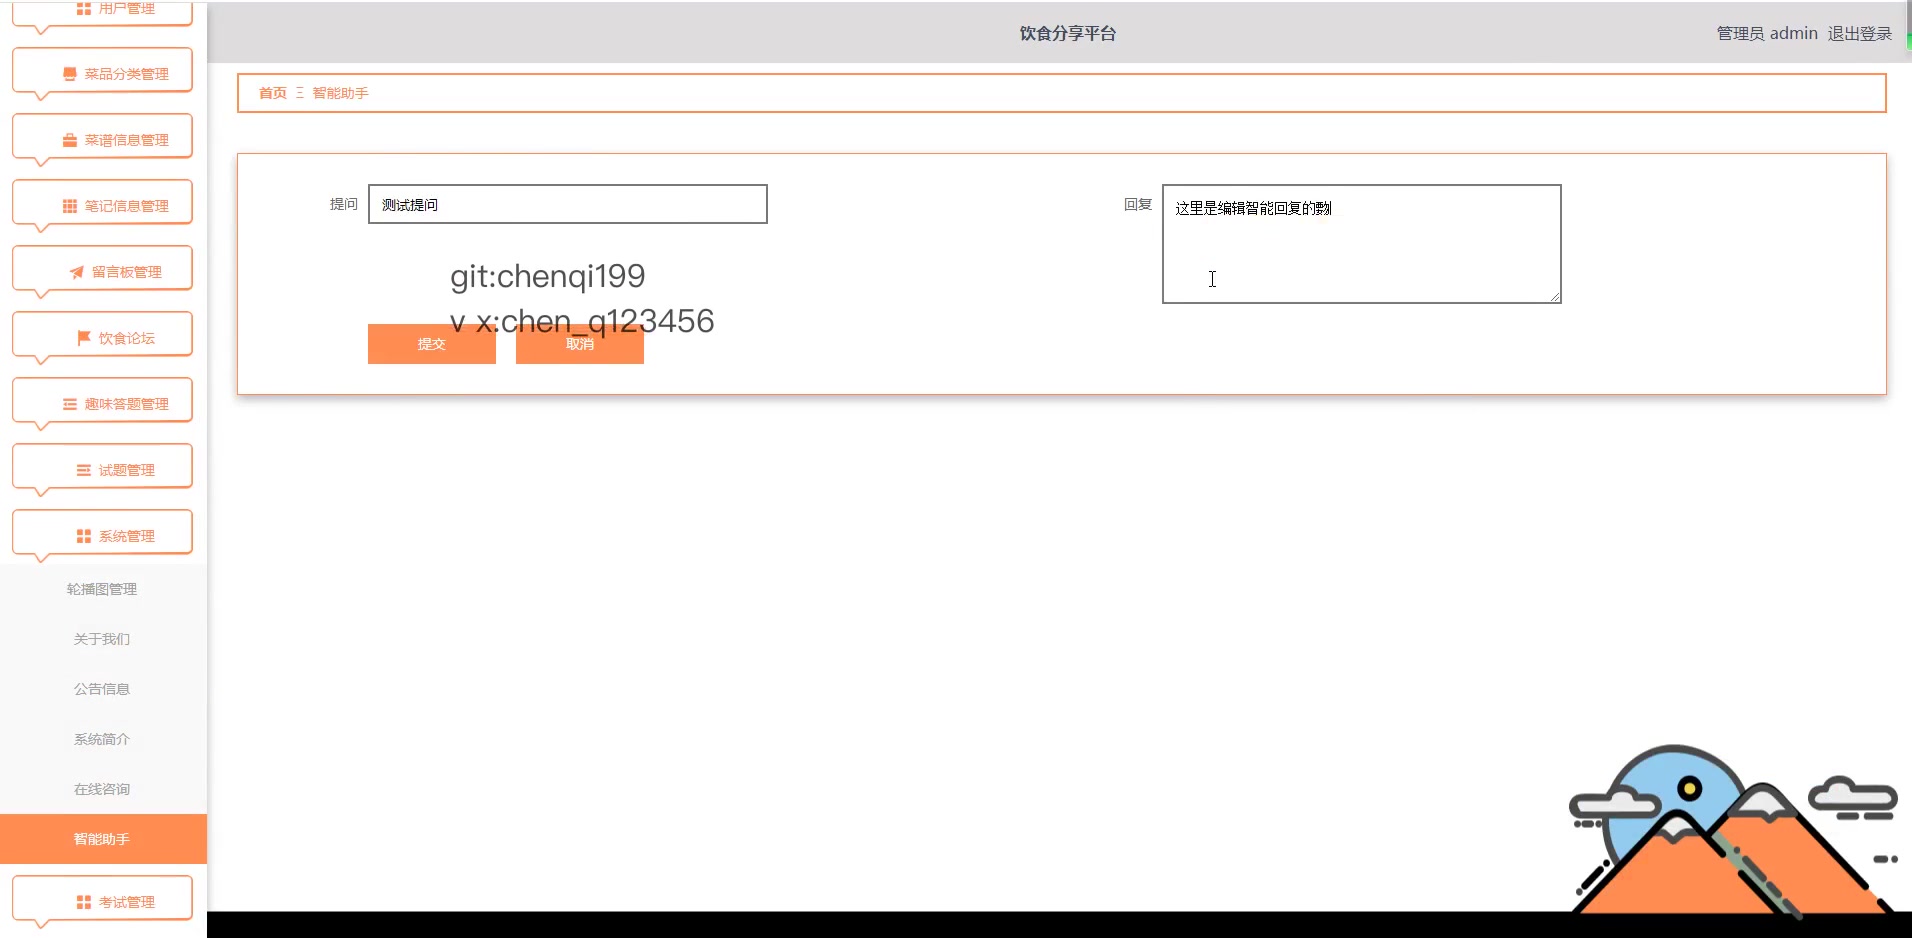 用户管理
菜品分类管理
菜谱信息管理
笔记信息管理
留言板管理
饮食论坛
趣味答题管理
试题管理
系统管理
轮播图管理
关于我们
公告信息
系统简介
在线咨询
智能助手
考试管理
饮食分享平台
管理员 admin 退出登录
首页 Ξ 智能助手
提问 测试提问
回复 这里是编辑智能回复的
git:chenqi199
v x:chen_q123456
提交 取消